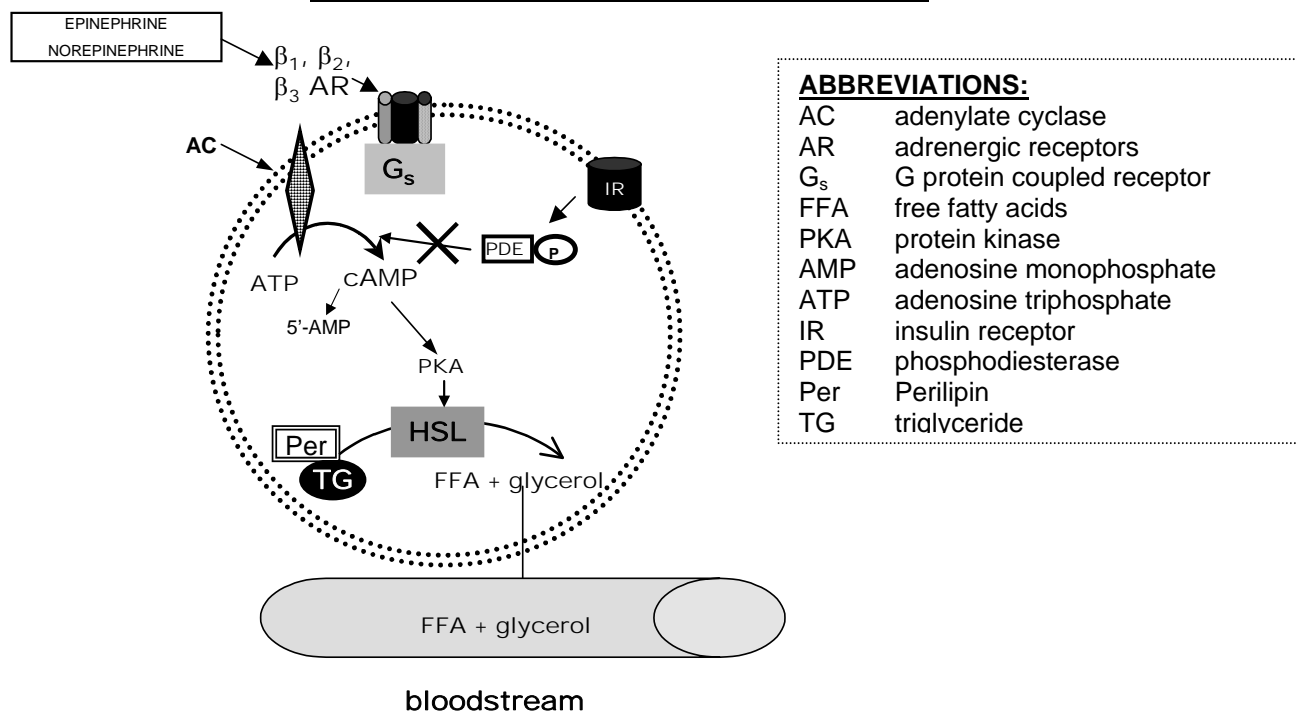 EPINEPHRINE
NOREPINEPHRINE
β1, β2,
β3 AR
AC
Gs
IR
PDE P
ATP
cAMP
5'-AMP
PKA
HSL
Per
TG
FFA + glycerol
FFA + glycerol
bloodstream
ABBREVIATIONS:
AC adenylate cyclase
AR adrenergic receptors
Gs G protein coupled receptor
FFA free fatty acids
PKA protein kinase
AMP adenosine monophosphate
ATP adenosine triphosphate
IR insulin receptor
PDE phosphodiesterase
Per Perilipin
TG triglyceride